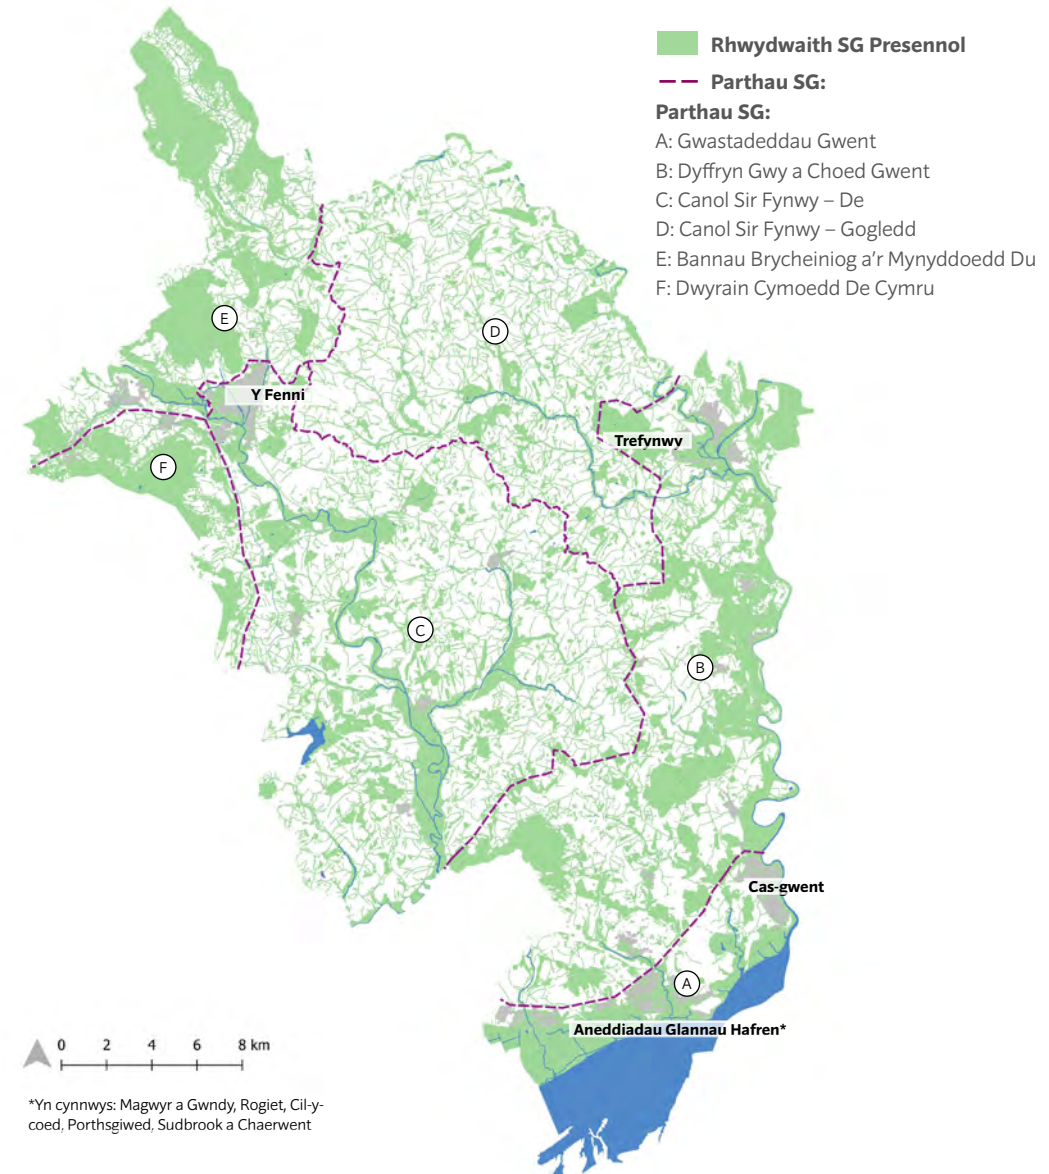 Rhwydwaith SG Presennol
Parthau SG:
Parthau SG:
A: Gwastadeddau Gwent
B: Dyffryn Gwy a Choed Gwent
C: Canol Sir Fynwy – De
D: Canol Sir Fynwy – Gogledd
E: Bannau Brycheiniog a'r Mynyddoedd Du
F: Dwyrain Cymoedd De Cymru
E
D
Y Fenni
Trefynwy
F
C
B
Cas-gwent
A
Aneddiadau Glannau Hafren*
0 2 4 6 8 km
*Yn cynnwys: Magwyr a Gwndy, Rogiet, Cil-y-
coed, Porthsgiwed, Sudbrook a Chaerwent